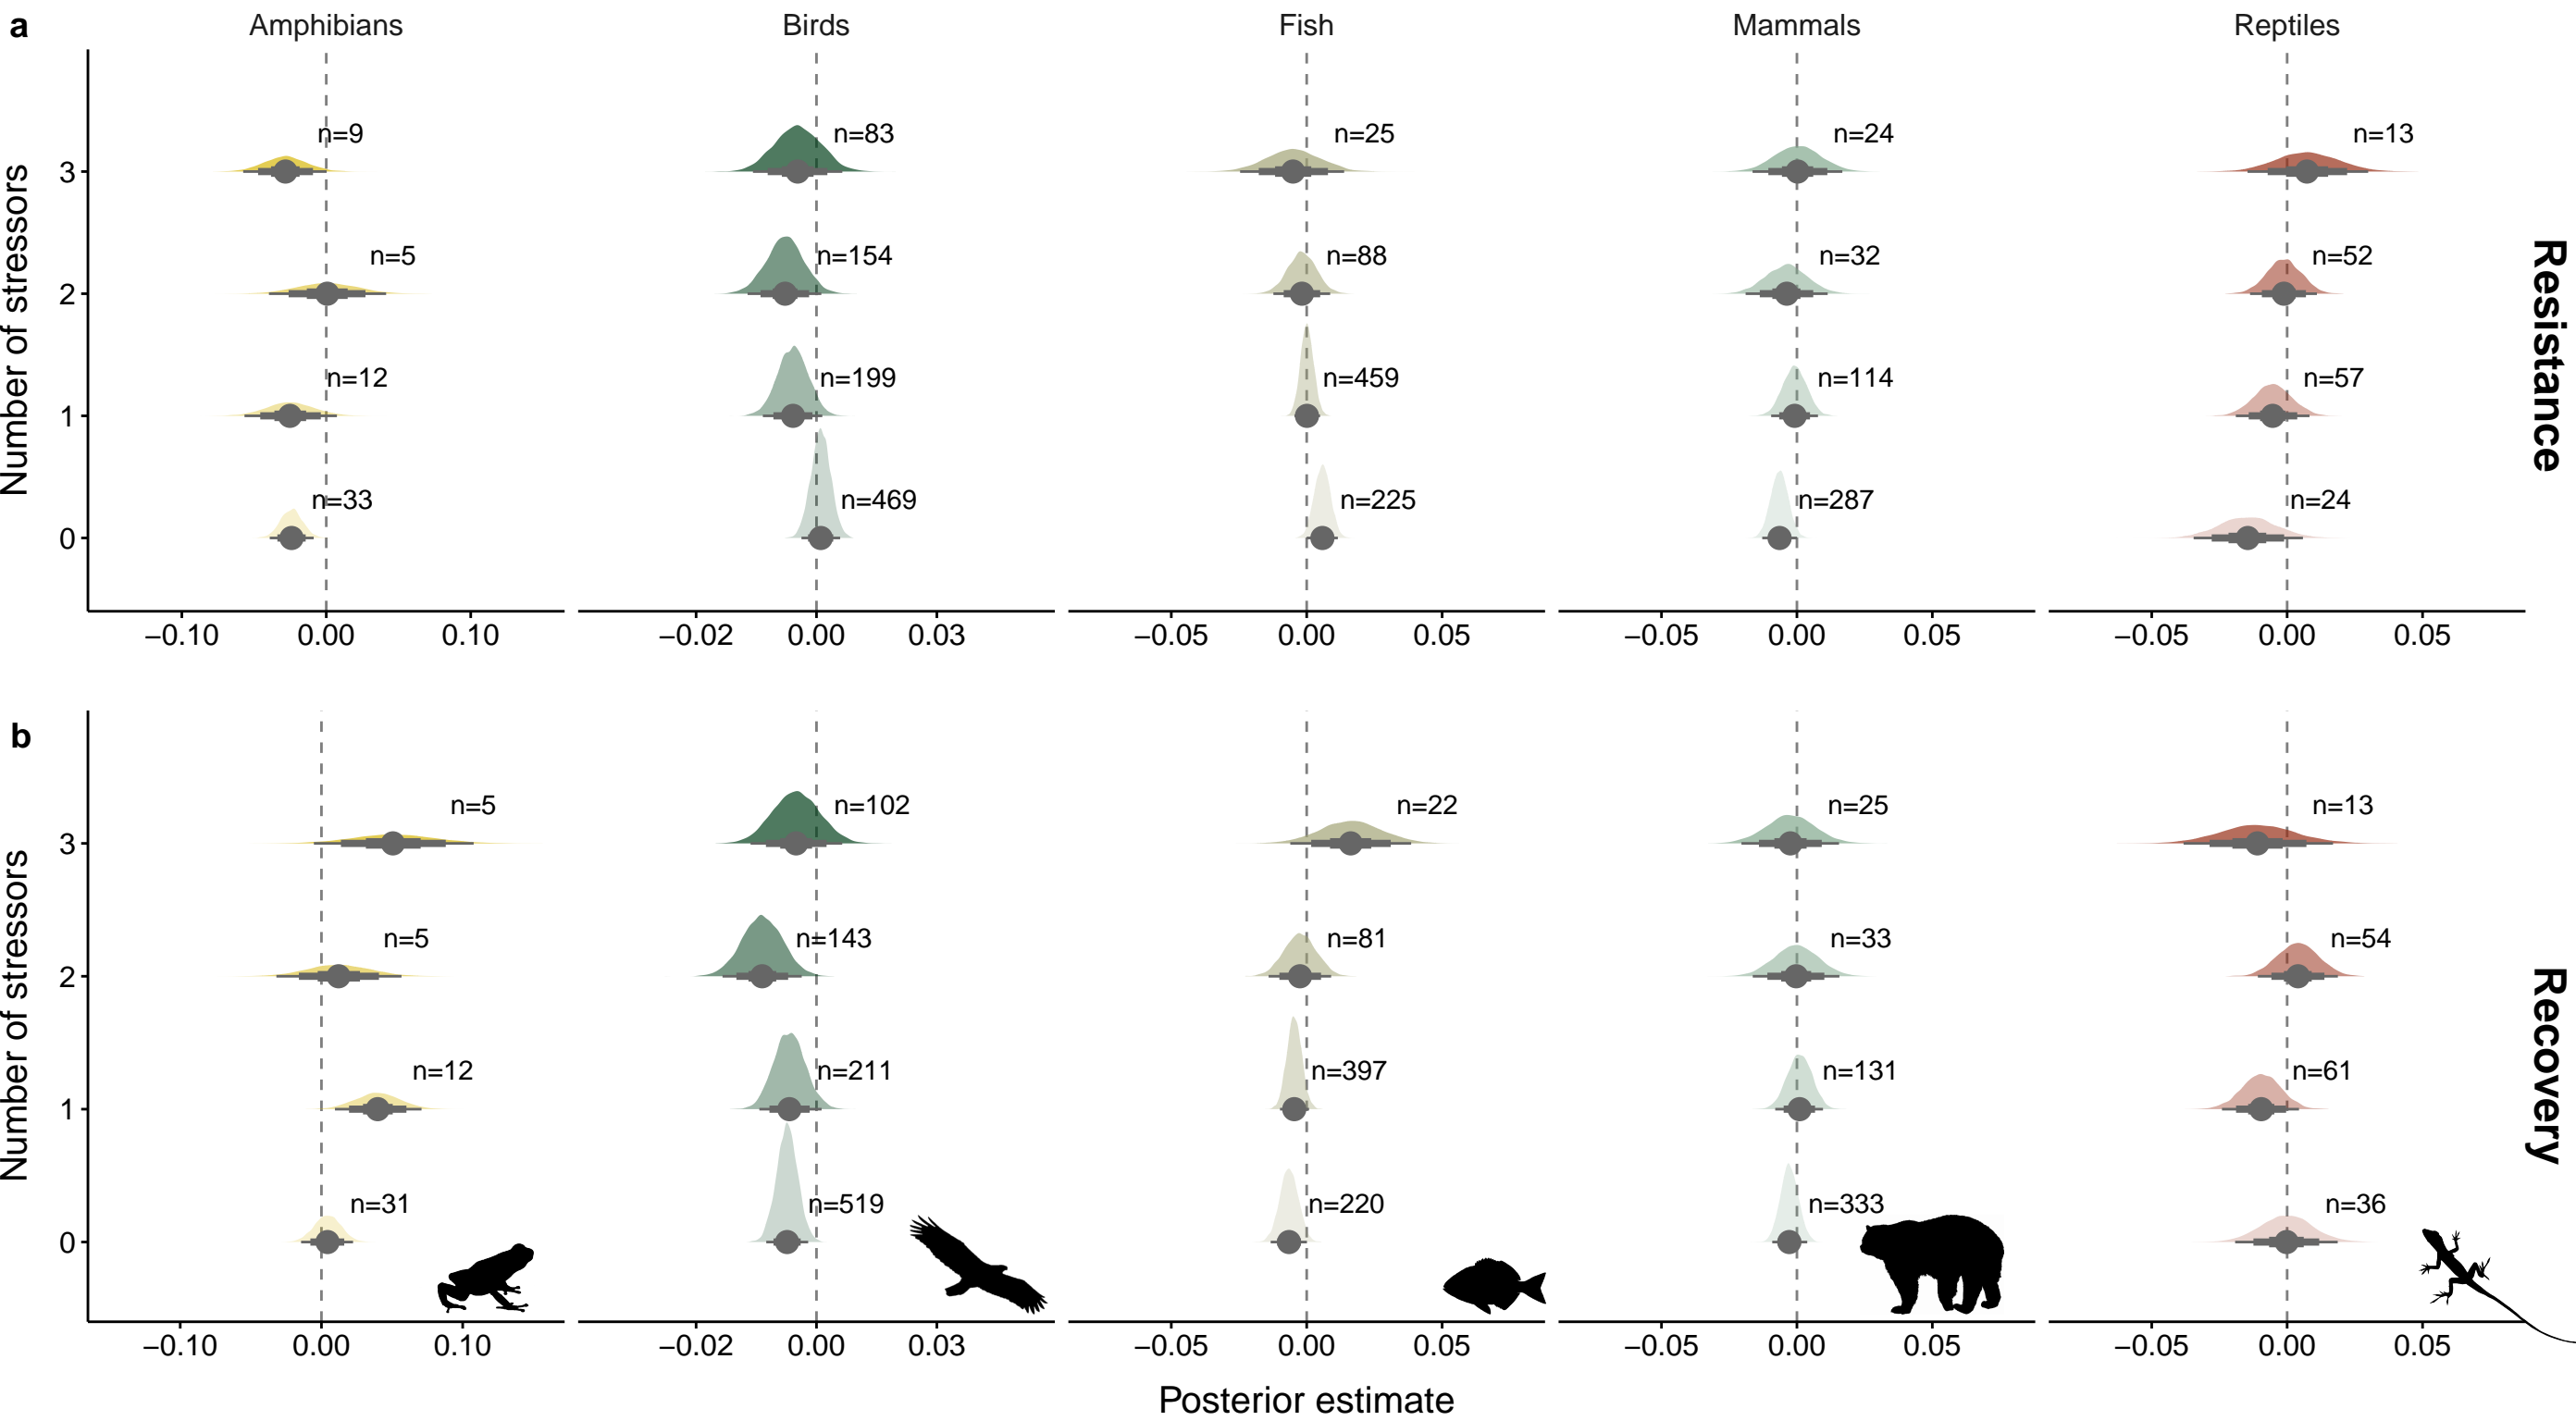 a
Amphibians Birds Fish Mammals Reptiles
Number of stressors
Resistance
3 n=9 n=83 n=25 n=24 n=13
2 n=5 n=154 n=88 n=32 n=52
1 n=12 n=199 n=459 n=114 n=57
0 n=33 n=469 n=225 n=287 n=24
−0.10 0.00 0.10 −0.02 0.00 0.03 −0.05 0.00 0.05 −0.05 0.00 0.05 −0.05 0.00 0.05
b
Number of stressors
Recovery
3 n=5 n=102 n=22 n=25 n=13
2 n=5 n=143 n=81 n=33 n=54
1 n=12 n=211 n=397 n=131 n=61
0 n=31 n=519 n=220 n=333 n=36
−0.10 0.00 0.10 −0.02 0.00 0.03 −0.05 0.00 0.05 −0.05 0.00 0.05 −0.05 0.00 0.05
Posterior estimate